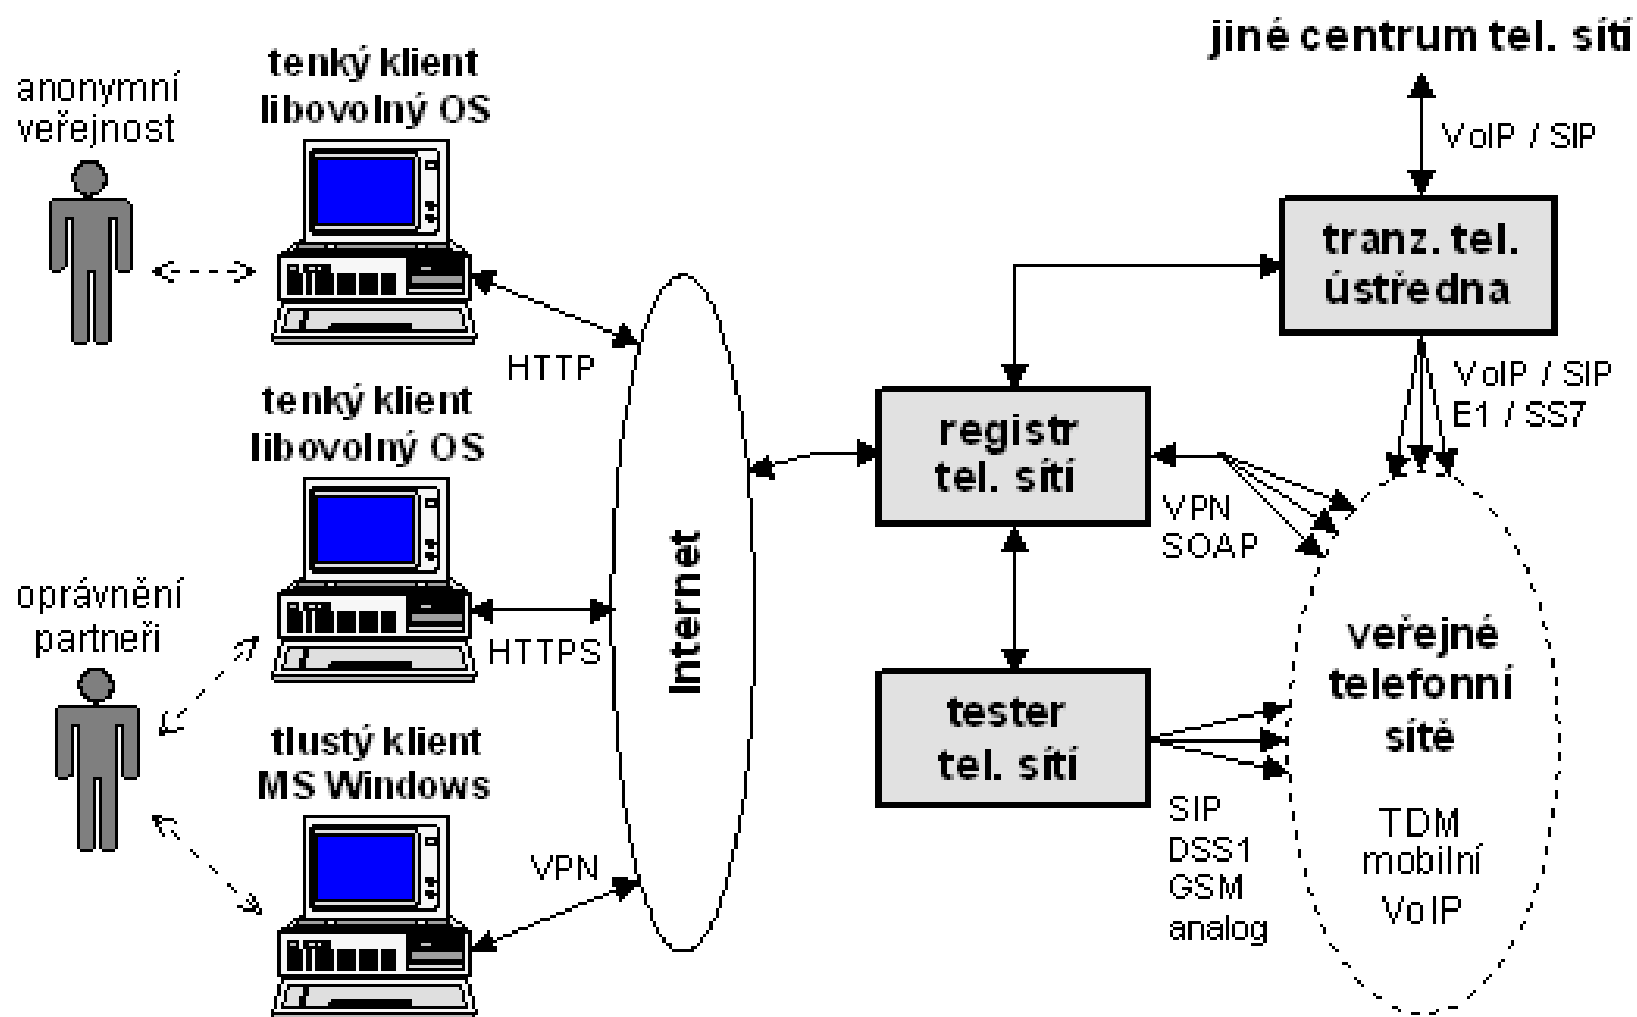 jiné centrum tel. sítí
VoIP / SIP
tranz. tel.
ústředna
VoIP / SIP
E1 / SS7
anonymní
veřejnost
tenký klient
libovolný OS
HTTP
tenký klient
libovolný OS
HTTPS
oprávnění
partneři
tlustý klient
MS Windows
VPN
Internet
registr
tel. sítí
VPN
SOAP
tester
tel. sítí
SIP
DSS1
GSM
analog
veřejné
telefonní
sítě
TDM
mobilní
VoIP